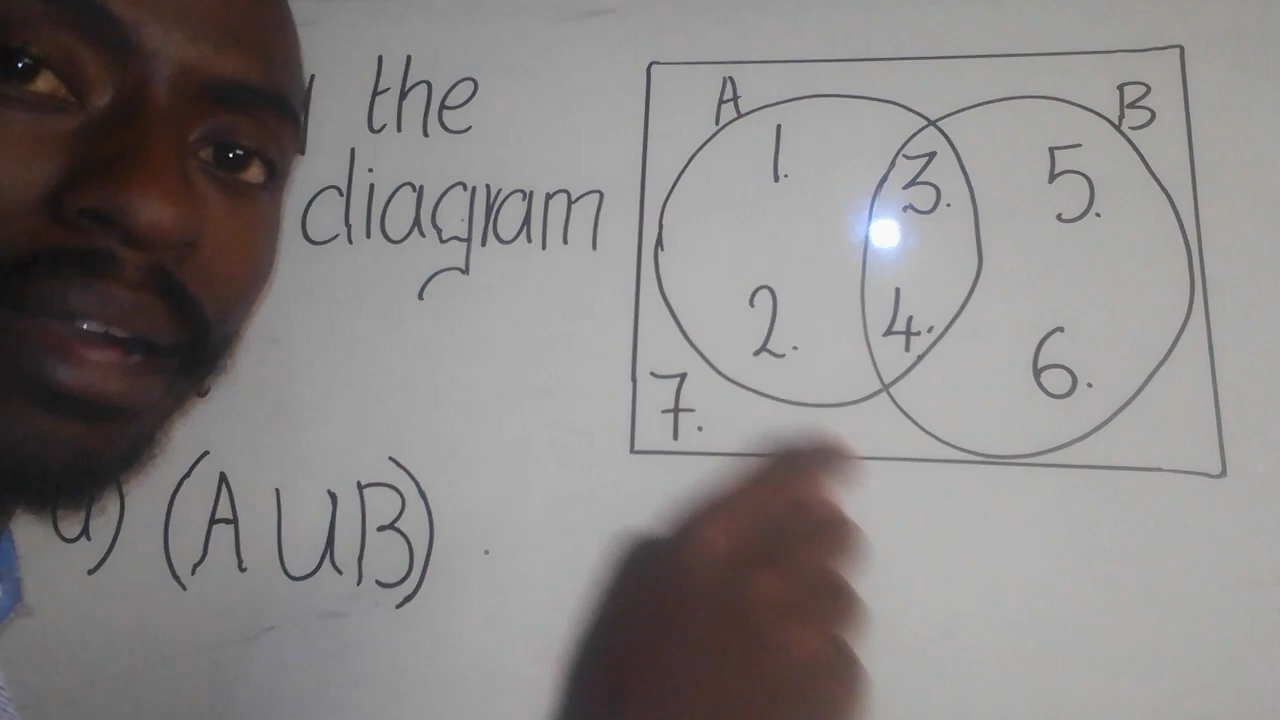 the
diagram
A
B
1.
3.
5.
2.
4.
6.
7.
a) (A∪B)